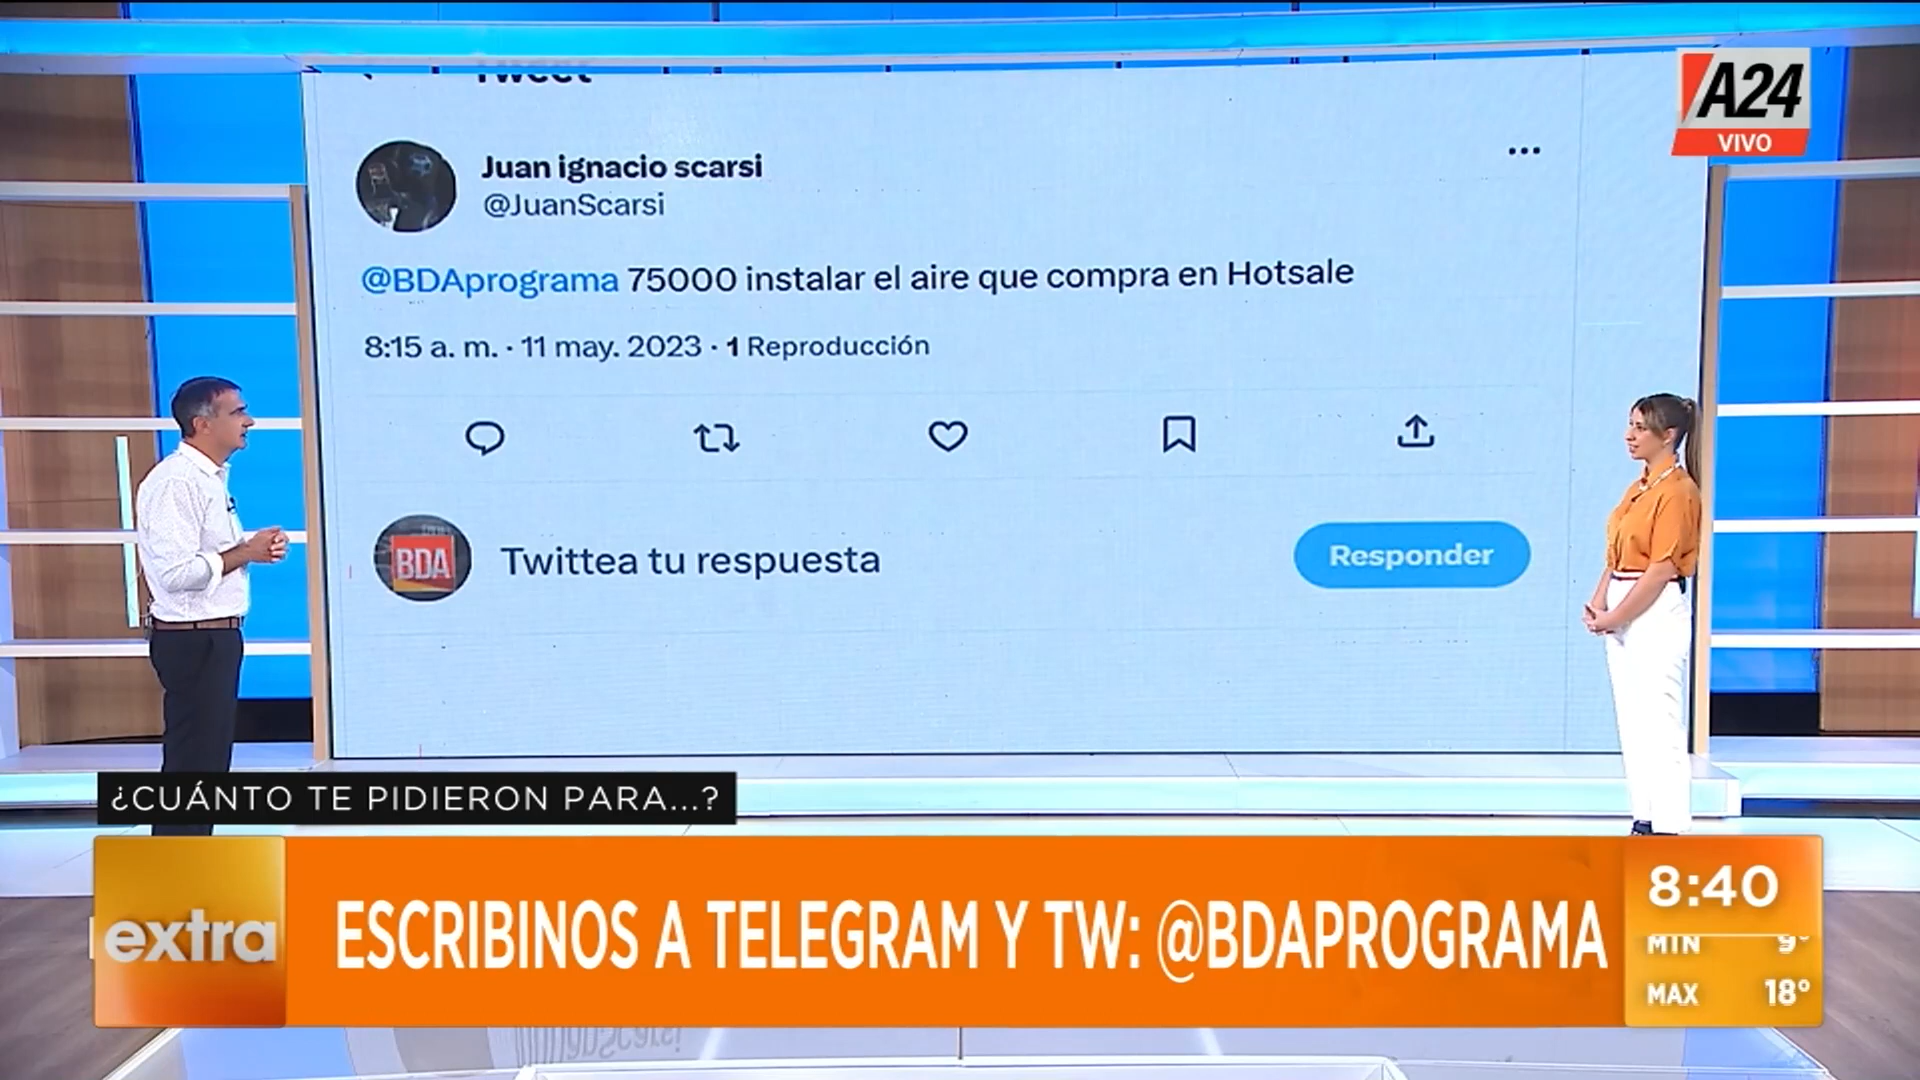 Tweet
A24
VIVO
Juan ignacio scarsi
@JuanScarsi
@BDAprograma 75000 instalar el aire que compra en Hotsale
8:15 a. m. · 11 may. 2023 · 1 Reproducción
BDA
Twittea tu respuesta
Responder
¿CUÁNTO TE PIDIERON PARA...?
extra
ESCRIBINOS A TELEGRAM Y TW: @BDAPROGRAMA
8:40
MIN 9°
MAX 18°